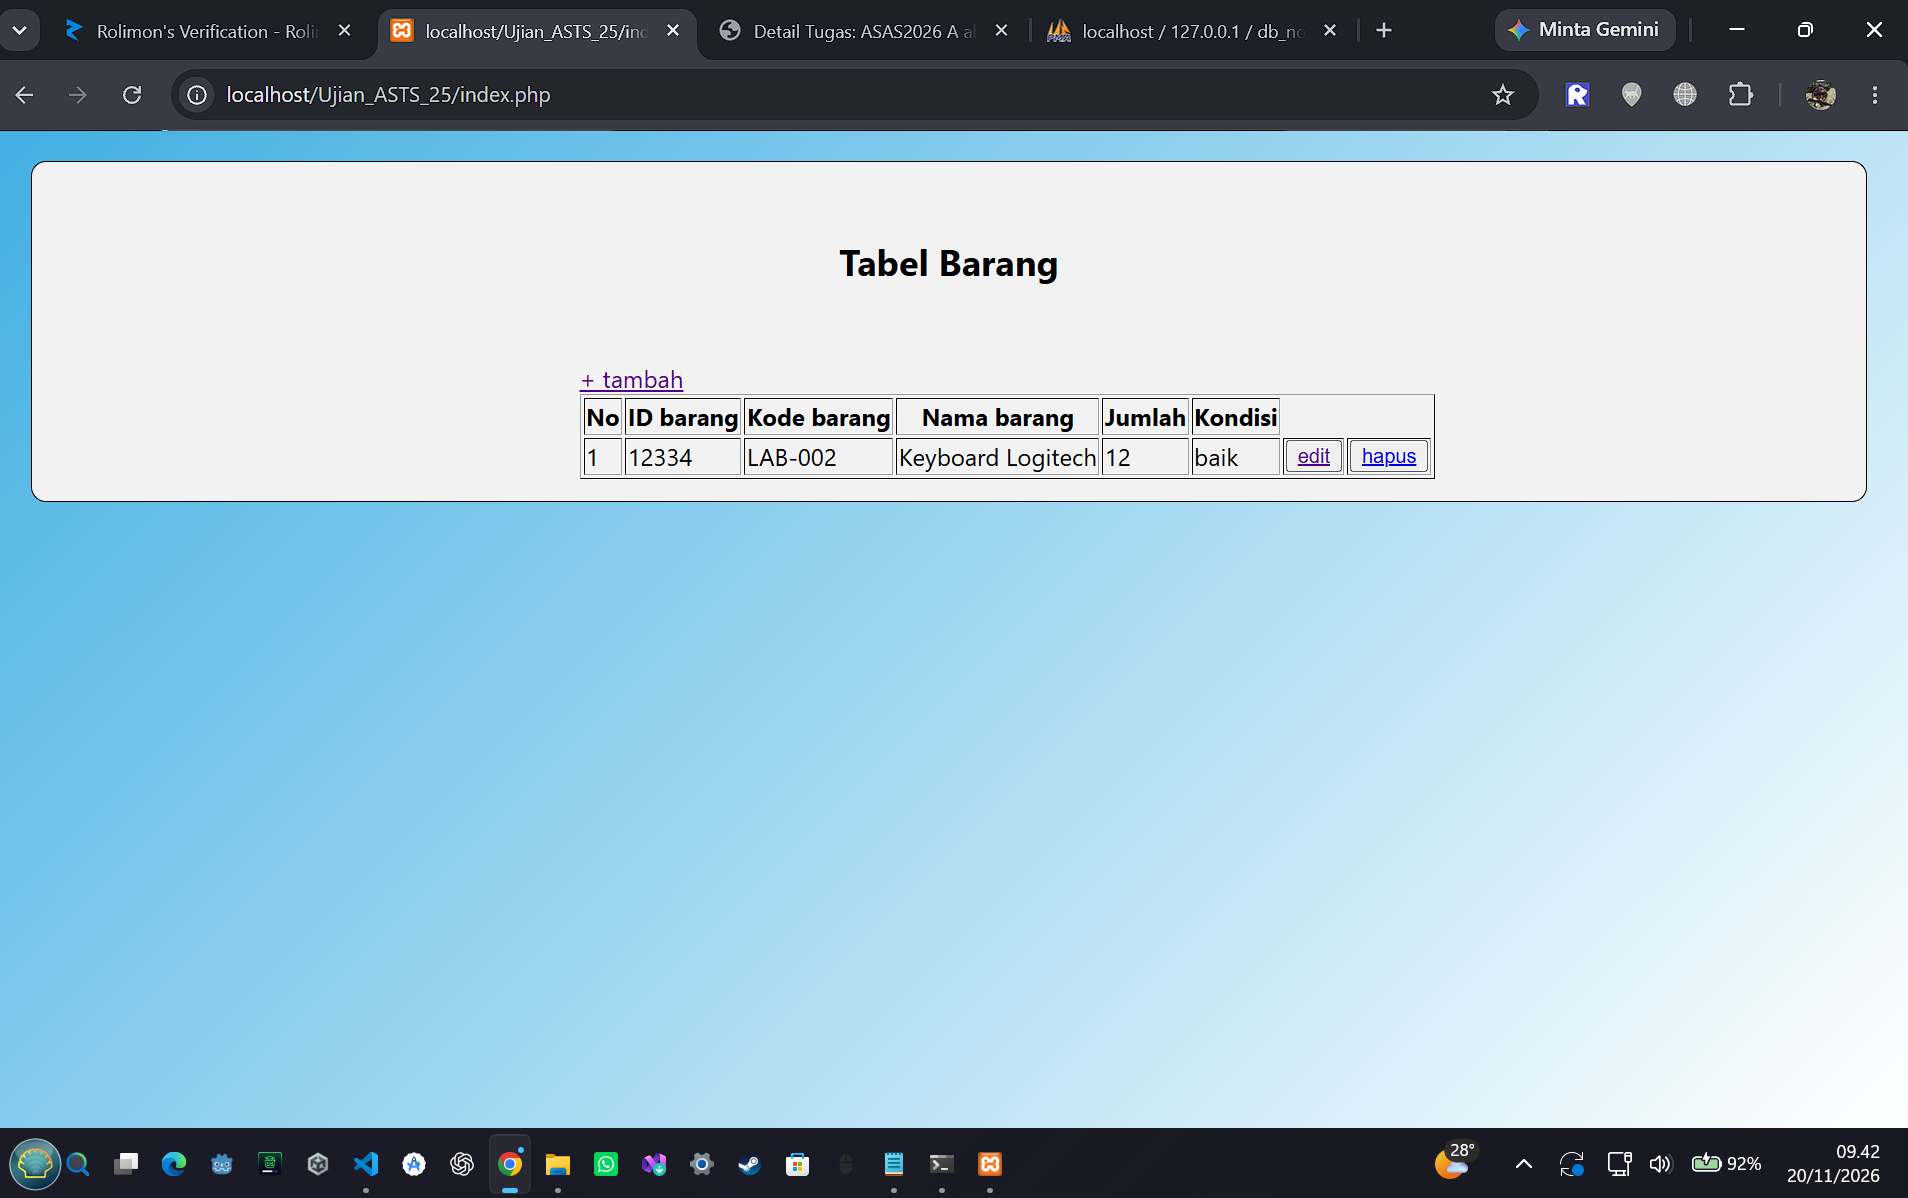 Rolimon's Verification - Roli
localhost/Ujian_ASTS_25/ind
Detail Tugas: ASAS2026 A al
localhost / 127.0.0.1 / db_no
Minta Gemini
localhost/Ujian_ASTS_25/index.php
Tabel Barang
+ tambah
No ID barang Kode barang Nama barang Jumlah Kondisi
1 12334 LAB-002 Keyboard Logitech 12 baik edit hapus
28°
92%
09.42
20/11/2026